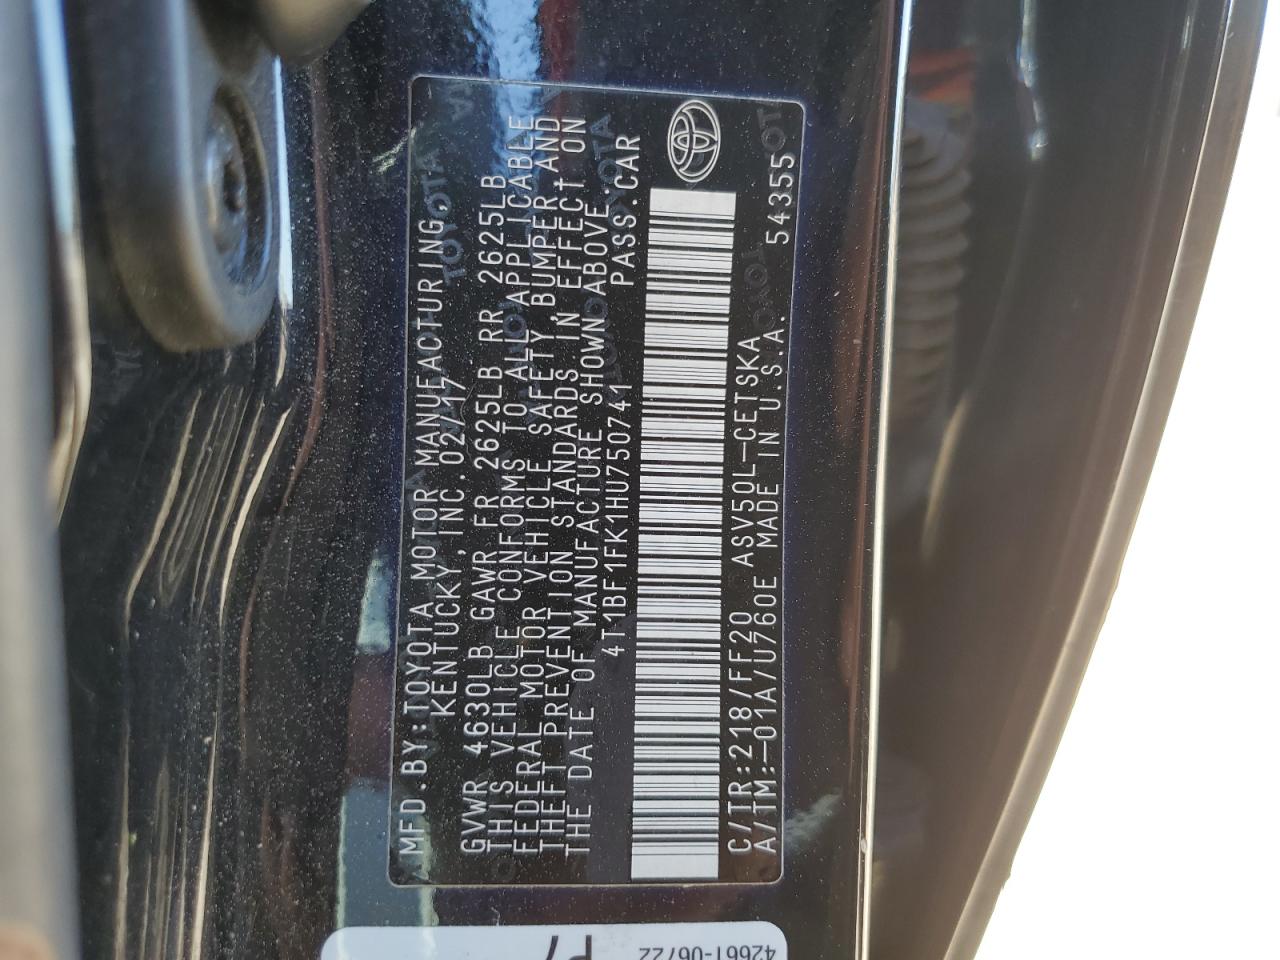 MFD.BY:TOYOTA MOTOR MANUFACTURING,
KENTUCKY, INC. 02/17
GVWR 4630LB GAWR FR 2625LB RR 2625LB
THIS VEHICLE CONFORMS TO ALL APPLICABLE
FEDERAL MOTOR VEHICLE SAFETY, BUMPER AND
THEFT PREVENTION STANDARDS IN EFFECT ON
THE DATE OF MANUFACTURE SHOWN ABOVE.
4T1BF1FK1HU750741 PASS.CAR
C/TR:218/FF20 ASV50L-CETSKA
A/TM:-01A/U760E MADE IN U.S.A. 54355
42661-06722